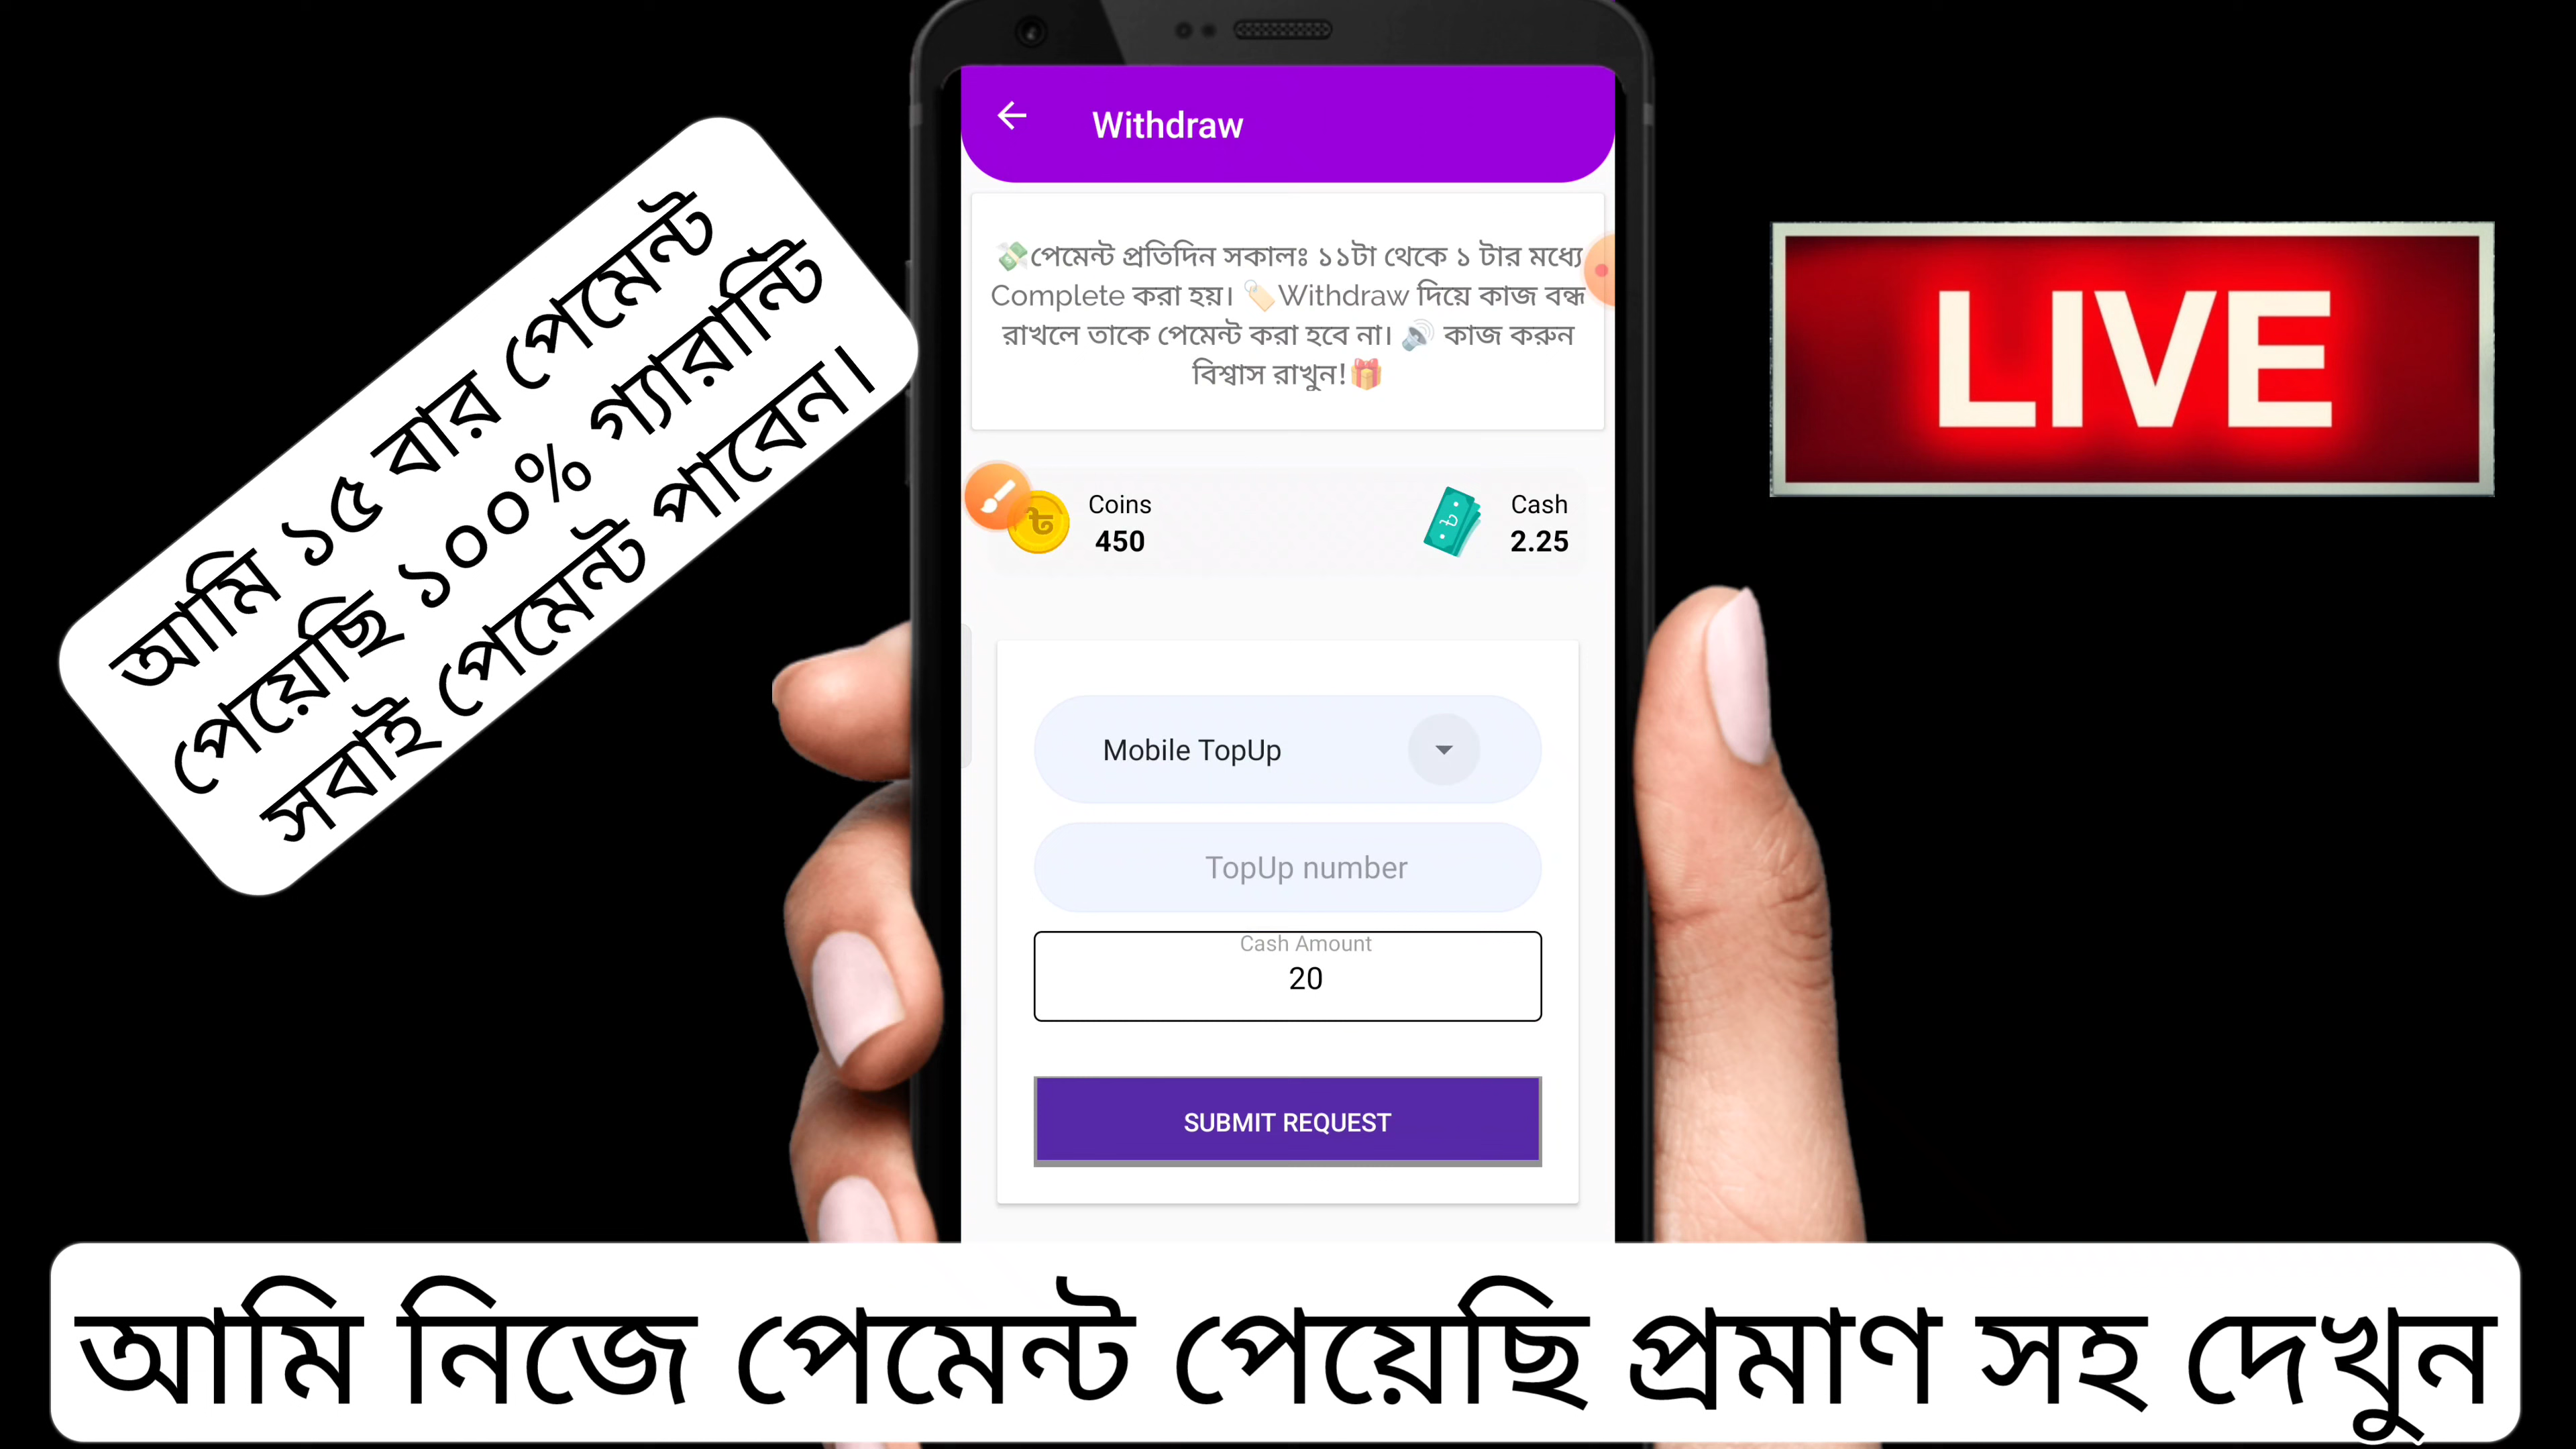 আমি ১৫ বার পেমেন্ট
পেয়েছি ১০০% গ্যারান্টি
সবাই পেমেন্ট পাবেন।
Withdraw
💸পেমেন্ট প্রতিদিন সকালঃ ১১টা থেকে ১ টার মধ্যে
Complete করা হয়। 🏷️Withdraw দিয়ে কাজ বন্ধ
রাখলে তাকে পেমেন্ট করা হবে না। 🔊 কাজ করুন
বিশ্বাস রাখুন!🎁
LIVE
Coins
450
Cash
2.25
Mobile TopUp
TopUp number
Cash Amount
20
SUBMIT REQUEST
আমি নিজে পেমেন্ট পেয়েছি প্রমাণ সহ দেখুন